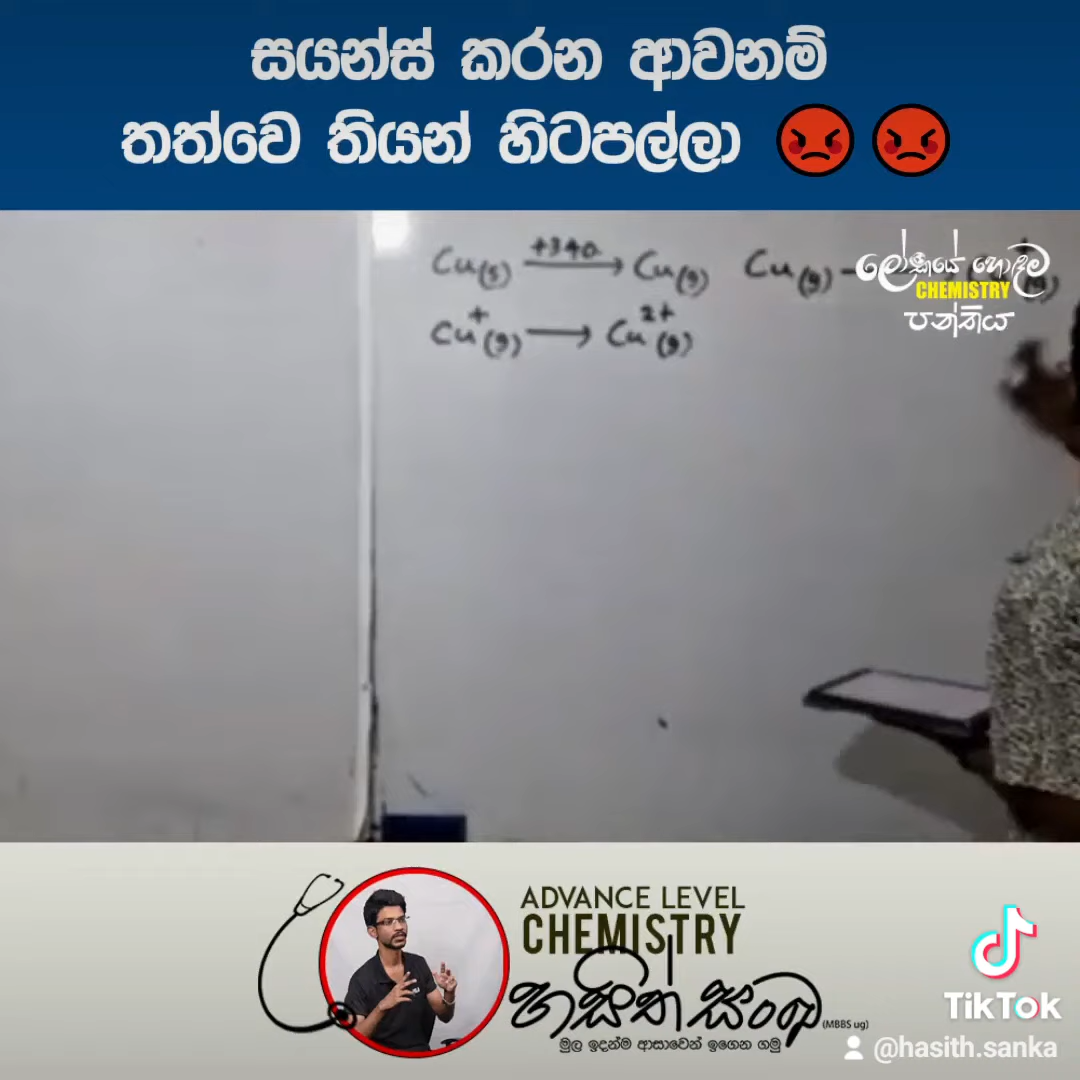 සයන්ස් කරන ආවනම්
තත්වෙ තියන් හිටපල්ලා 😡 😡
Cu(s) +340→ Cu(g) Cu(g)
Cu⁺(g) → Cu²⁺(g)
ලෝකයේ හොඳම
CHEMISTRY
පන්තිය
ADVANCE LEVEL
CHEMISTRY
හසිත් සංඛ
(MBBS ug)
මුල ඉදන්ම ආසාවෙන් ඉගෙන ගමු
TikTok
@hasith.sanka